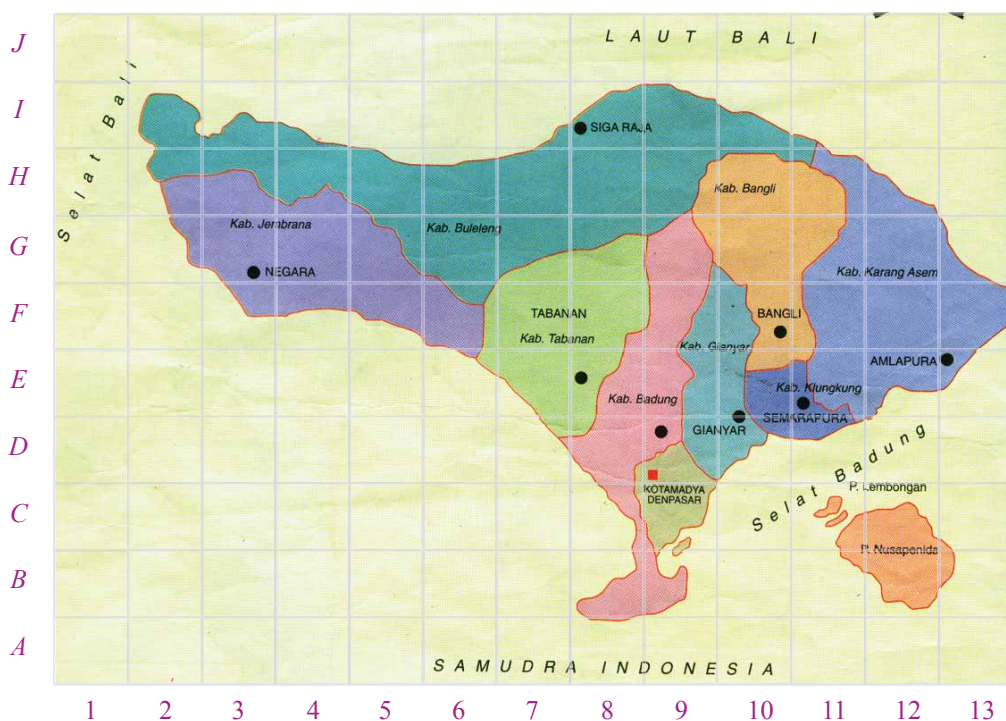 J
LAUT BALI
I
Selat Bali
SIGA RAJA
H
Kab. Bangli
Kab. Jembrana
Kab. Buleleng
G
NEGARA
Kab. Karang Asem
F
TABANAN
BANGLI
Kab. Tabanan
Kab. Gianyar
AMLAPURA
E
Kab. Klungkung
Kab. Badung
SEMARAPURA
GIANYAR
D
Selat Badung
KOTAMADYA
DENPASAR
P. Lembongan
C
P. Nusapenida
B
A
SAMUDRA INDONESIA
1 2 3 4 5 6 7 8 9 10 11 12 13